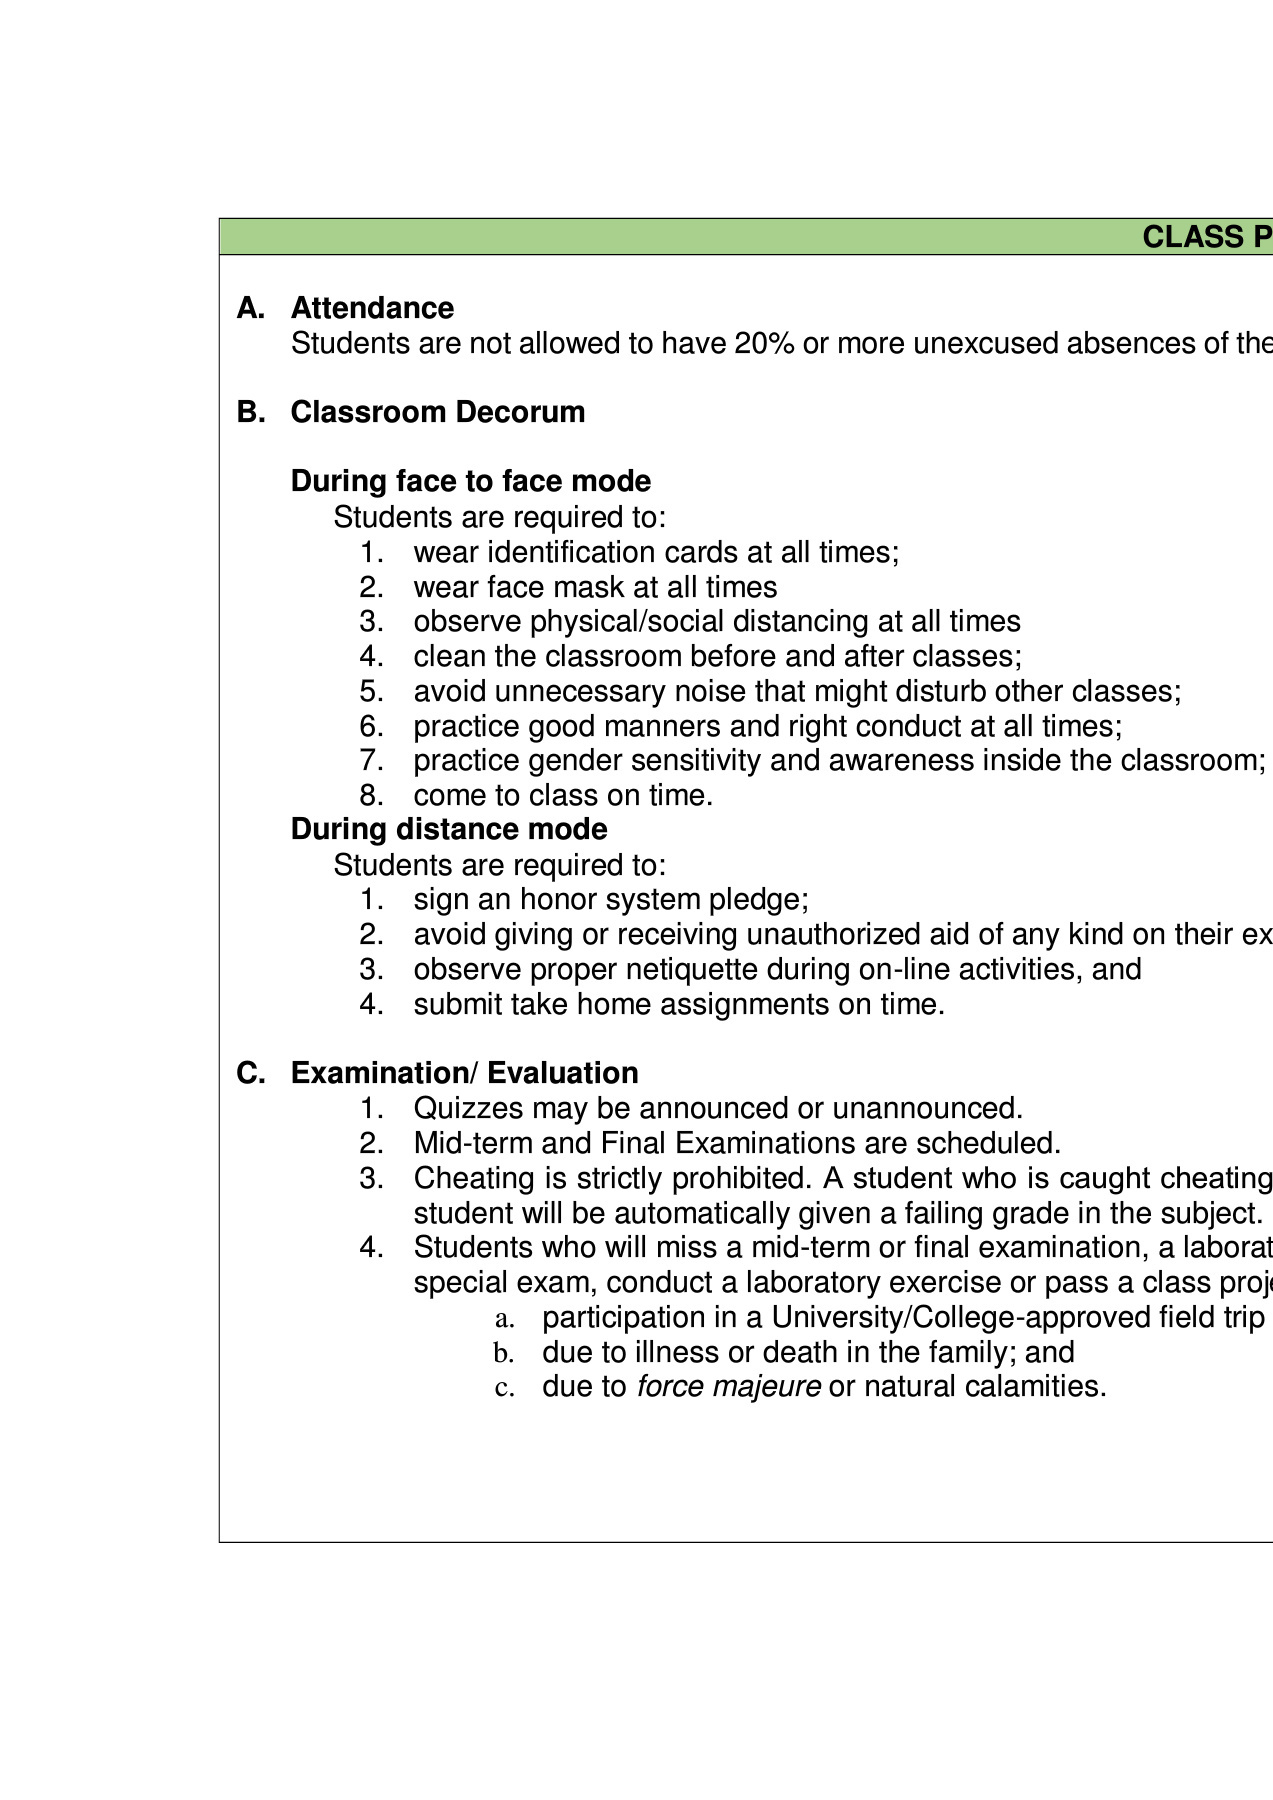 CLASS P
A. Attendance
Students are not allowed to have 20% or more unexcused absences of the
B. Classroom Decorum
During face to face mode
Students are required to:
1. wear identification cards at all times;
2. wear face mask at all times
3. observe physical/social distancing at all times
4. clean the classroom before and after classes;
5. avoid unnecessary noise that might disturb other classes;
6. practice good manners and right conduct at all times;
7. practice gender sensitivity and awareness inside the classroom;
8. come to class on time.
During distance mode
Students are required to:
1. sign an honor system pledge;
2. avoid giving or receiving unauthorized aid of any kind on their ex
3. observe proper netiquette during on-line activities, and
4. submit take home assignments on time.
C. Examination/ Evaluation
1. Quizzes may be announced or unannounced.
2. Mid-term and Final Examinations are scheduled.
3. Cheating is strictly prohibited. A student who is caught cheating
student will be automatically given a failing grade in the subject.
4. Students who will miss a mid-term or final examination, a laborat
special exam, conduct a laboratory exercise or pass a class proje
a. participation in a University/College-approved field trip
b. due to illness or death in the family; and
c. due to force majeure or natural calamities.